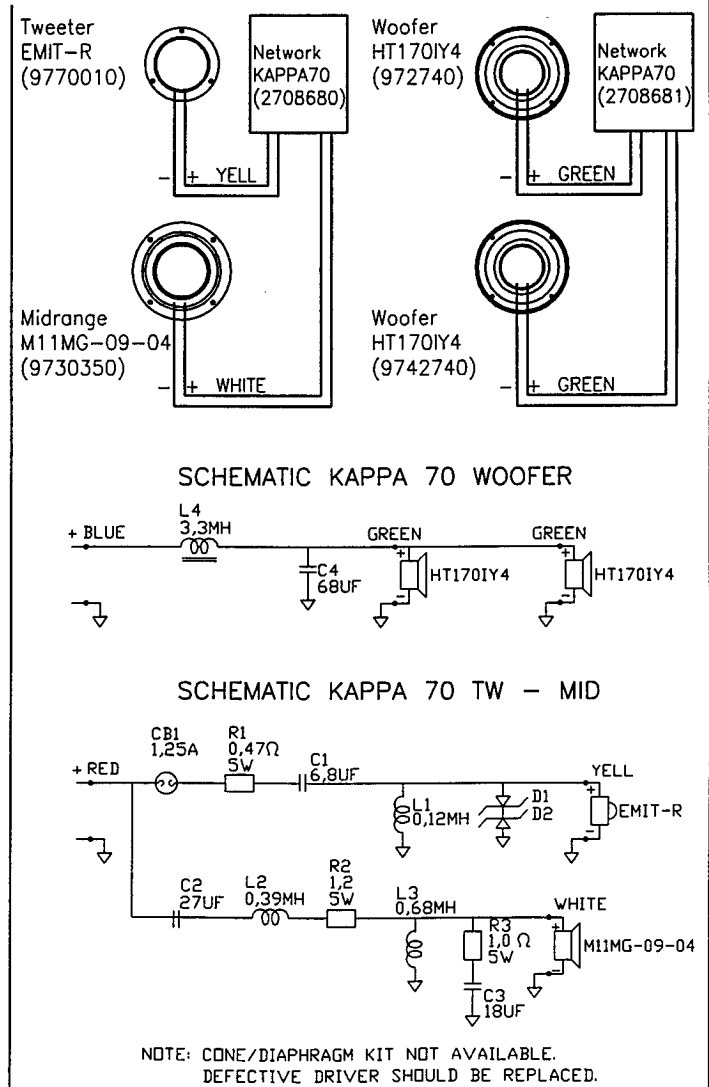 Tweeter
EMIT-R
(9770010)
Network
KAPPA70
(2708680)
- + YELL
Midrange
M11MG-09-04
(9730350)
- + WHITE
Woofer
HT170IY4
(972740)
Network
KAPPA70
(2708681)
- + GREEN
Woofer
HT170IY4
(9742740)
- + GREEN
SCHEMATIC KAPPA 70 WOOFER
+ BLUE
L4
3,3MH
C4
68UF
GREEN
+
HT170IY4
-
GREEN
+
HT170IY4
-
SCHEMATIC KAPPA 70 TW - MID
+ RED
CB1
1,25A
R1
0,47Ω
5W
C1
6,8UF
L1
0,12MH
D1
D2
YELL
+
EMIT-R
-
C2
27UF
L2
0,39MH
R2
1,2
5W
L3
0,68MH
R3
1,0 Ω
5W
C3
18UF
WHITE
+
M11MG-09-04
-
NOTE: CONE/DIAPHRAGM KIT NOT AVAILABLE.
DEFECTIVE DRIVER SHOULD BE REPLACED.